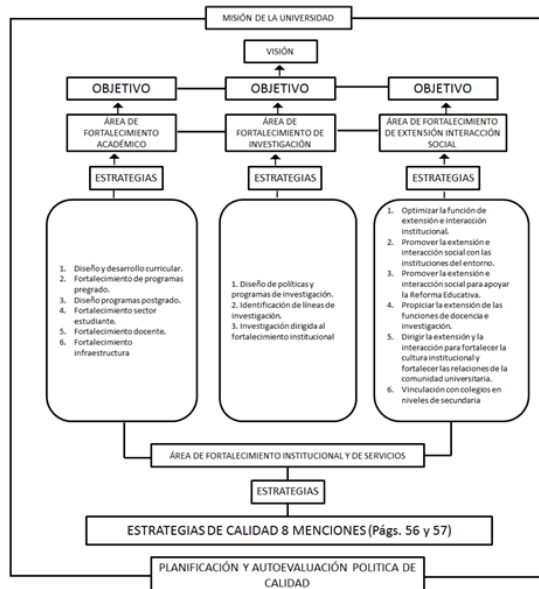 MISIÓN DE LA UNIVERSIDAD
VISIÓN
OBJETIVO
OBJETIVO
OBJETIVO
ÁREA DE
FORTALECIMIENTO
ACADÉMICO
ÁREA DE
FORTALECIMIENTO DE
INVESTIGACIÓN
ÁREA DE FORTALECIMIENTO
DE EXTENSIÓN INTERACCIÓN
SOCIAL
ESTRATEGIAS
ESTRATEGIAS
ESTRATEGIAS
1. Diseño y desarrollo curricular.
2. Fortalecimiento de programas
pregrado.
3. Diseño programas postgrado.
4. Fortalecimiento sector
estudiante.
5. Fortalecimiento docente.
6. Fortalecimiento
infraestructura
1. Diseño de políticas y
programas de investigación.
2. Identificación de líneas de
investigación.
3. Investigación dirigida al
fortalecimiento institucional
1. Optimizar la función de
extensión e interacción
institucional.
2. Promover la extensión e
interacción social con las
instituciones del entorno.
3. Promover la extensión e
interacción social para apoyar
la Reforma Educativa.
4. Propiciar la extensión de las
funciones de docencia e
investigación.
5. Dirigir la extensión y la
interacción para fortalecer la
cultura institucional y
fortalecer las relaciones de la
comunidad universitaria.
6. Vinculación con colegios en
niveles de secundaria
ÁREA DE FORTALECIMIENTO INSTITUCIONAL Y DE SERVICIOS
ESTRATEGIAS
ESTRATEGIAS DE CALIDAD 8 MENCIONES (Págs. 56 y 57)
PLANIFICACIÓN Y AUTOEVALUACIÓN POLITICA DE
CALIDAD